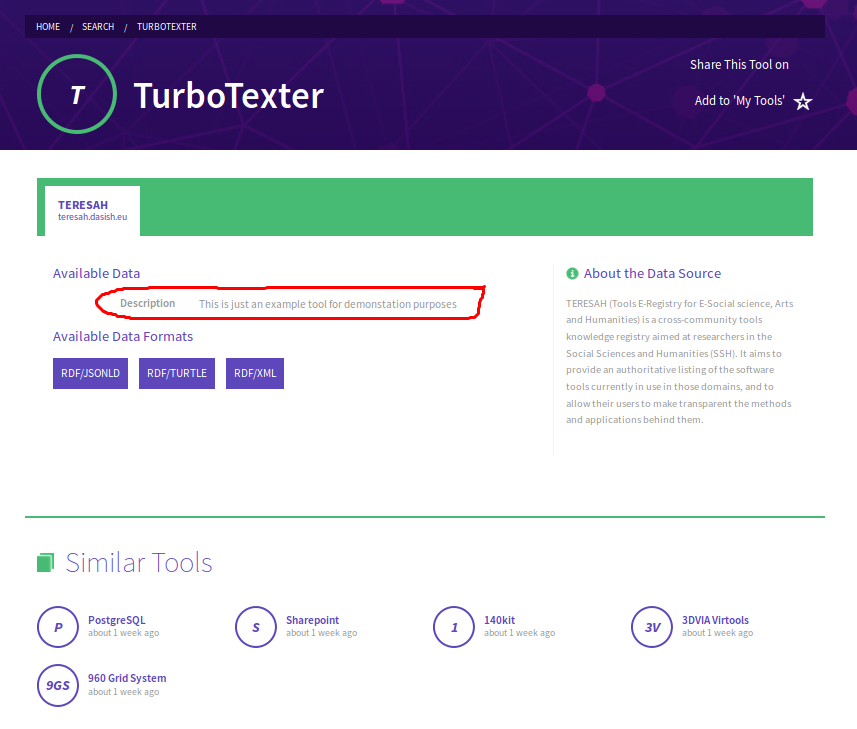 HOME / SEARCH / TURBOTEXTER
T
TurboTexter
Share This Tool on
Add to 'My Tools'
TERESAH
teresah.dasish.eu
Available Data
Description This is just an example tool for demonstation purposes
Available Data Formats
RDF/JSONLD RDF/TURTLE RDF/XML
About the Data Source
TERESAH (Tools E-Registry for E-Social science, Arts
and Humanities) is a cross-community tools
knowledge registry aimed at researchers in the
Social Sciences and Humanities (SSH). It aims to
provide an authoritative listing of the software
tools currently in use in those domains, and to
allow their users to make transparent the methods
and applications behind them.
Similar Tools
P
PostgreSQL
about 1 week ago
S
Sharepoint
about 1 week ago
1
140kit
about 1 week ago
3V
3DVIA Virtools
about 1 week ago
9GS
960 Grid System
about 1 week ago